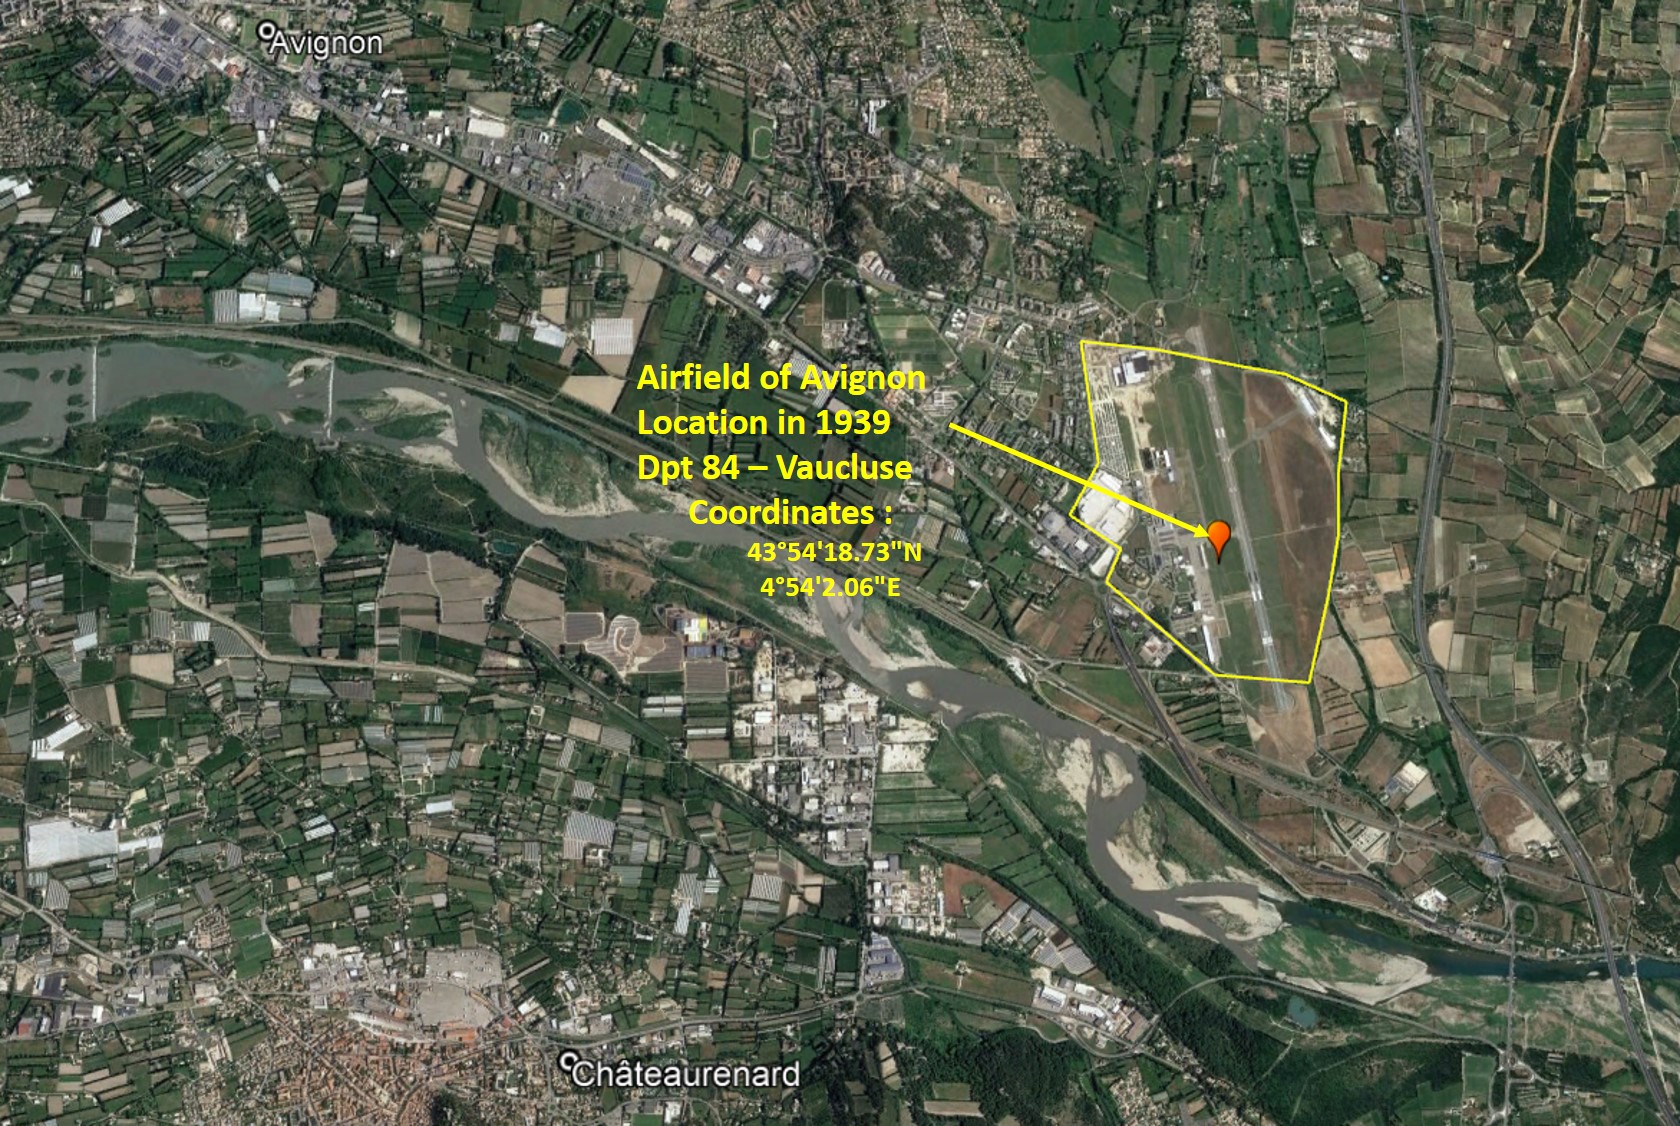 Avignon
Airfield of Avignon
Location in 1939
Dpt 84 – Vaucluse
Coordinates :
43°54'18.73"N
4°54'2.06"E
Châteaurenard